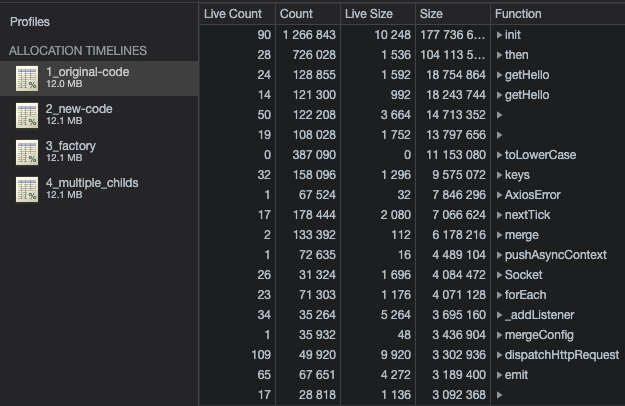 Profiles
ALLOCATION TIMELINES
1_original-code
12.0 MB
2_new-code
12.1 MB
3_factory
12.1 MB
4_multiple_childs
12.1 MB
Live Count Count Live Size Size Function
90 1 266 843 10 248 177 736 6... init
28 726 028 1 536 104 113 5... then
24 128 855 1 592 18 754 864 getHello
14 121 300 992 18 243 744 getHello
50 122 208 3 664 14 713 352
19 108 028 1 752 13 797 656
0 387 090 0 11 153 080 toLowerCase
32 158 096 1 296 9 575 072 keys
1 67 524 32 7 846 296 AxiosError
17 178 444 2 080 7 066 624 nextTick
2 133 392 112 6 178 216 merge
1 72 635 16 4 489 104 pushAsyncContext
26 31 324 1 696 4 084 472 Socket
23 71 303 1 176 4 071 128 forEach
34 35 264 5 264 3 695 160 _addListener
1 35 932 48 3 436 904 mergeConfig
109 49 920 9 920 3 302 936 dispatchHttpRequest
65 67 651 4 272 3 189 400 emit
17 28 818 1 136 3 092 368